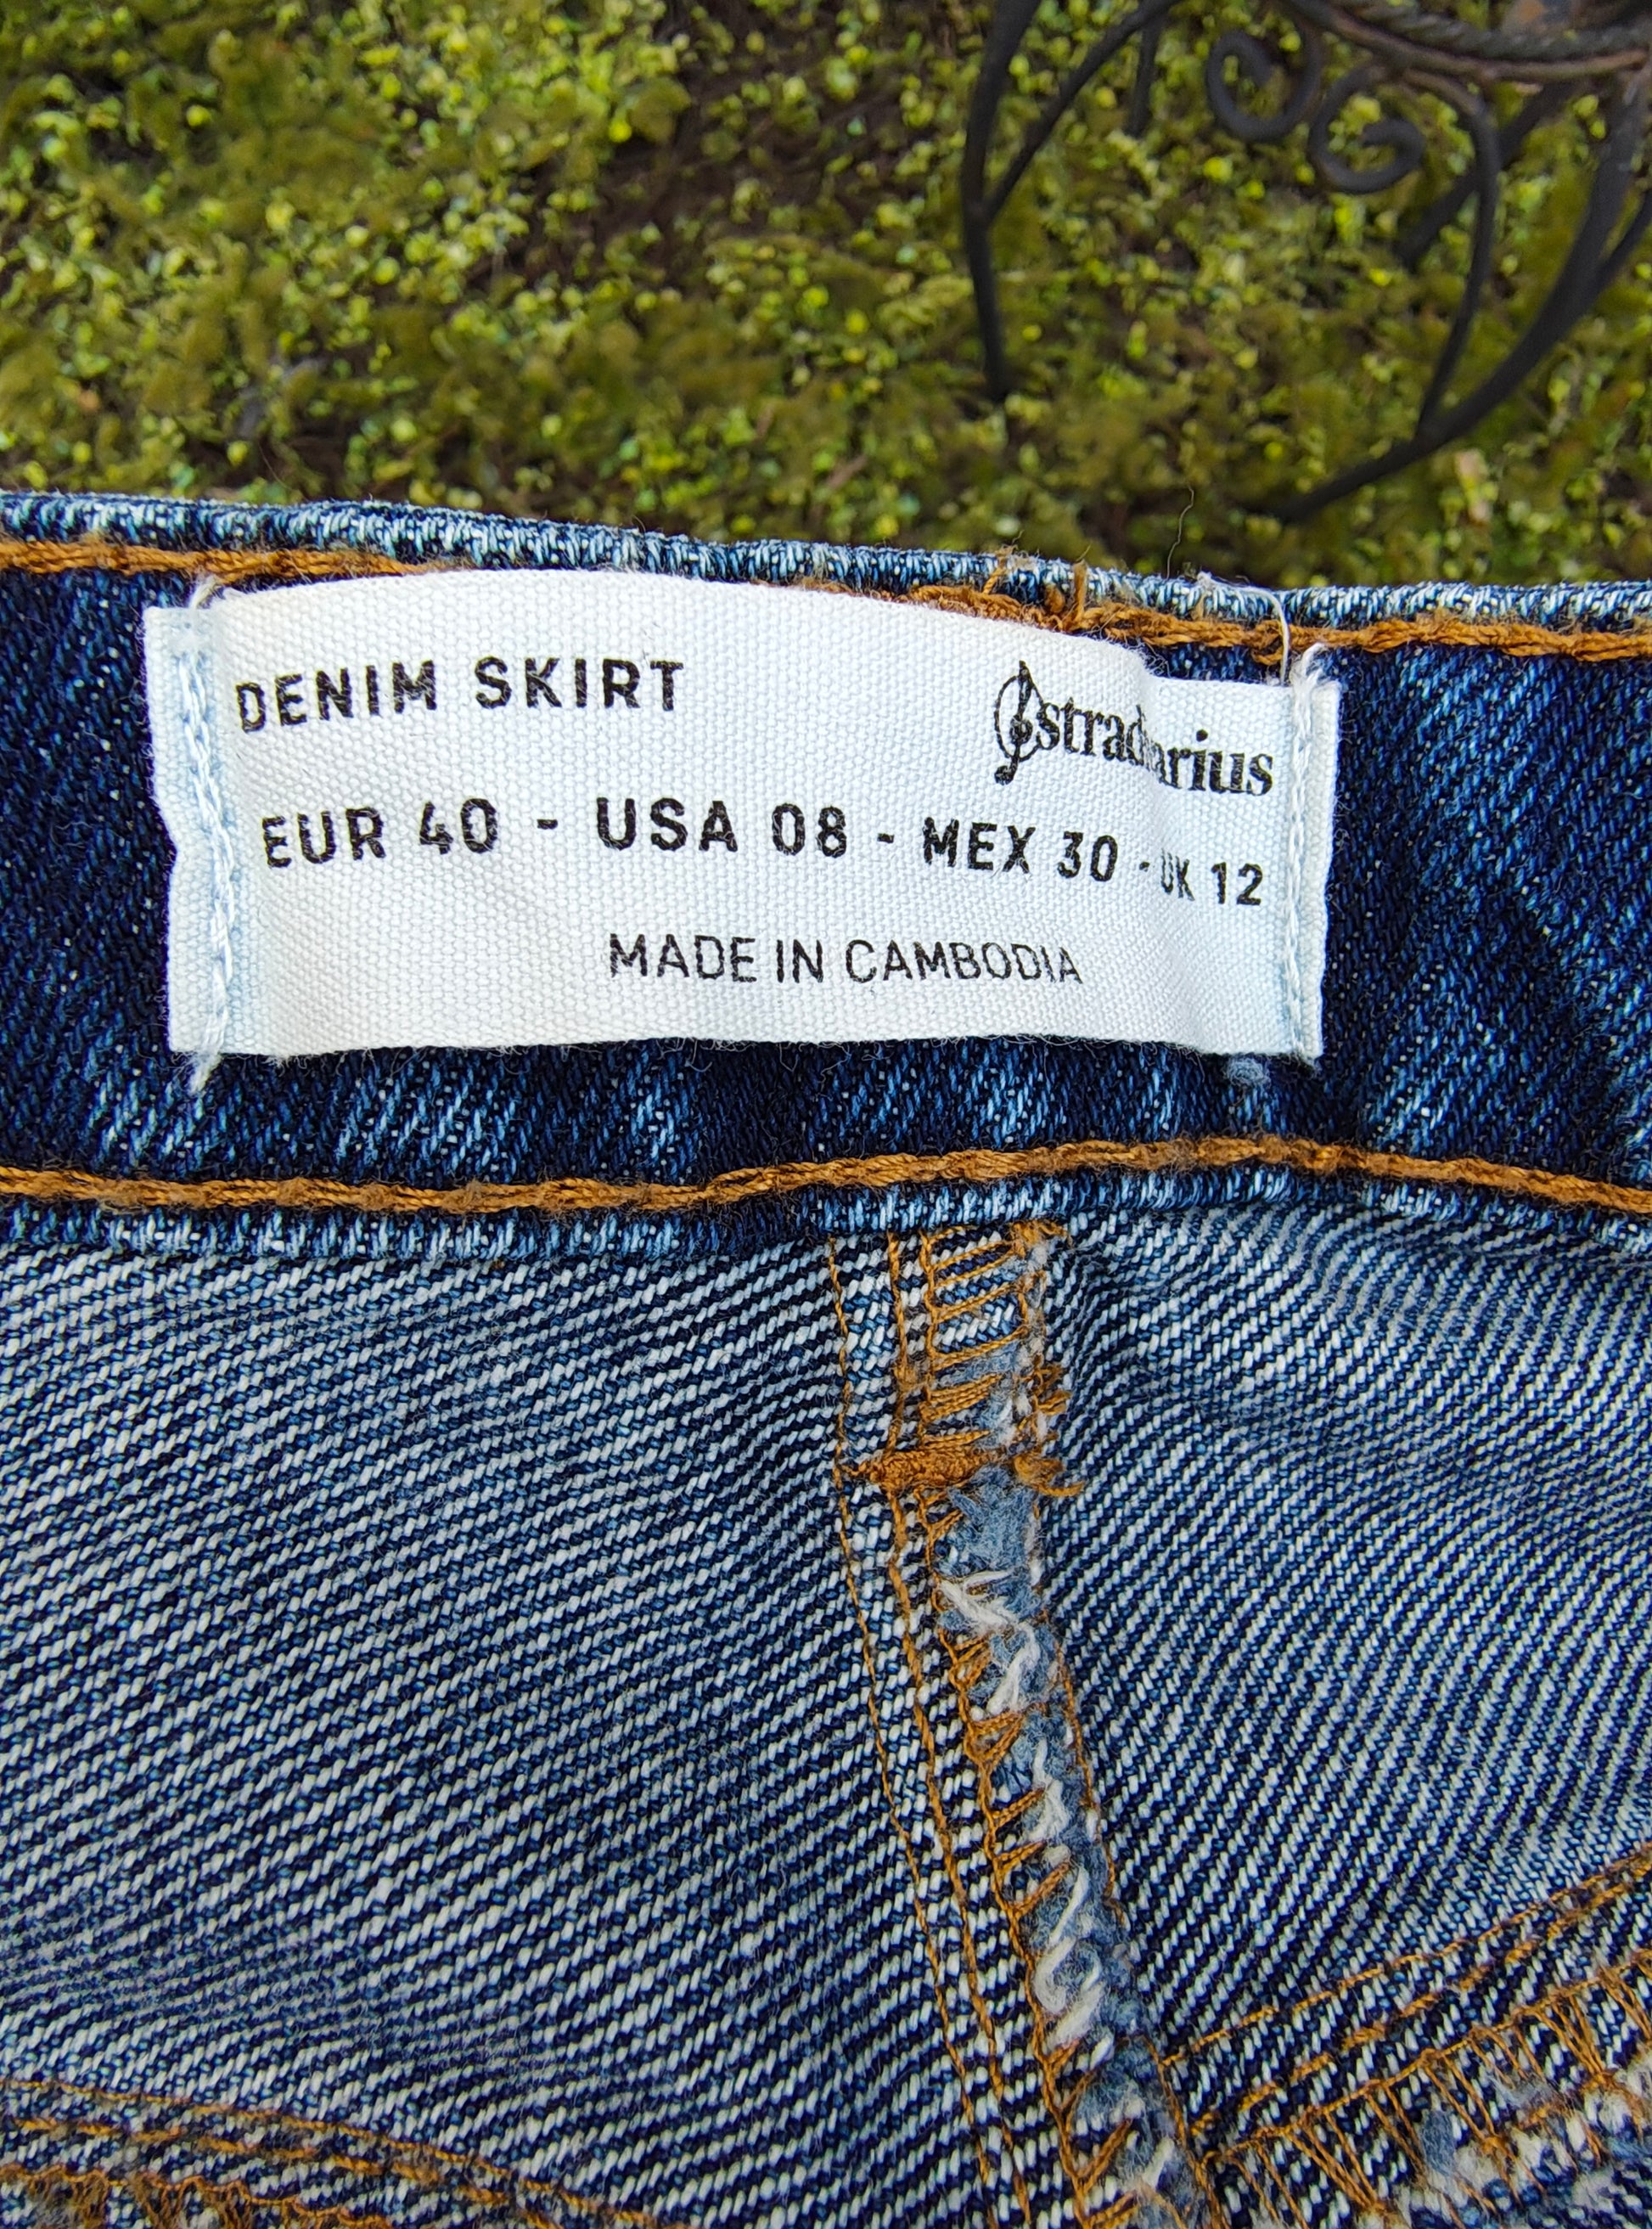 DENIM SKIRT
stradivarius
EUR 40 - USA 08 - MEX 30 - UK 12
MADE IN CAMBODIA